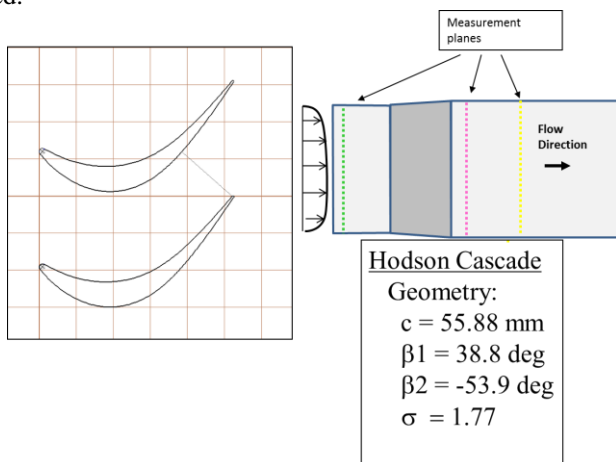 Measurement
planes
Flow
Direction
Hodson Cascade
Geometry:
c = 55.88 mm
β1 = 38.8 deg
β2 = -53.9 deg
σ = 1.77